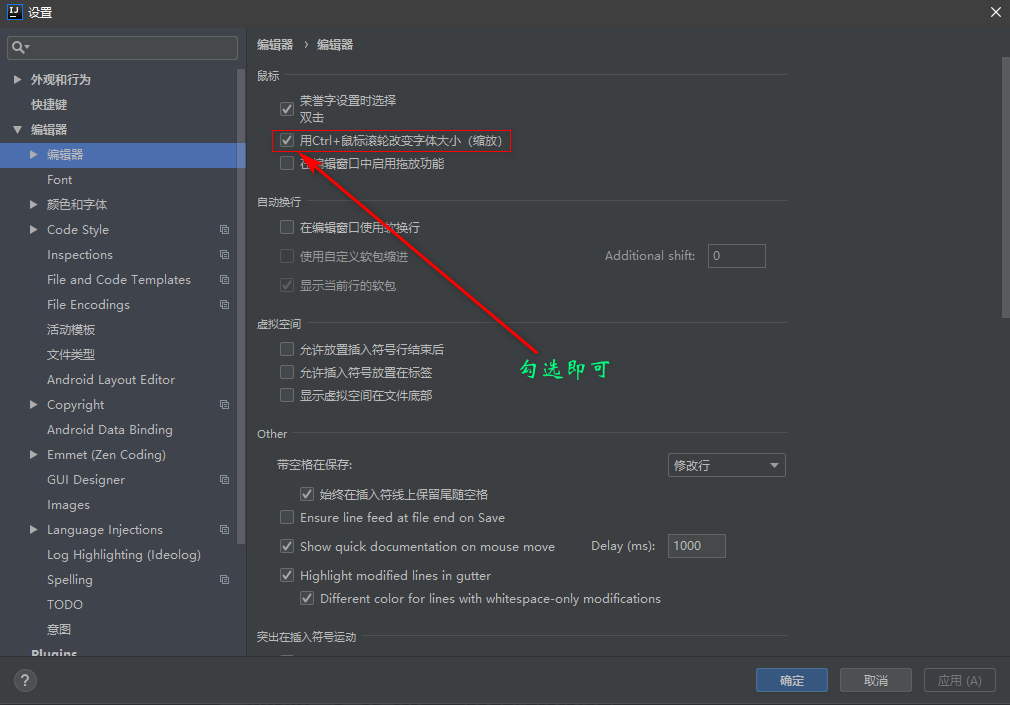 设置
编辑器 › 编辑器
外观和行为
快捷键
编辑器
编辑器
Font
颜色和字体
Code Style
Inspections
File and Code Templates
File Encodings
活动模板
文件类型
Android Layout Editor
Copyright
Android Data Binding
Emmet (Zen Coding)
GUI Designer
Images
Language Injections
Log Highlighting (Ideolog)
Spelling
TODO
意图
Plugins
鼠标
荣誉字设置时选择
双击
用Ctrl+鼠标滚轮改变字体大小（缩放）
在编辑窗口中启用拖放功能
自动换行
在编辑窗口使用软换行
使用自定义软包缩进
Additional shift: 0
显示当前行的软包
虚拟空间
允许放置插入符号行结束后
允许插入符号放置在标签
显示虚拟空间在文件底部
勾选即可
Other
带空格在保存: 修改行
始终在插入符线上保留尾随空格
Ensure line feed at file end on Save
Show quick documentation on mouse move Delay (ms): 1000
Highlight modified lines in gutter
Different color for lines with whitespace-only modifications
突出在插入符号运动
? 确定 取消 应用 (A)